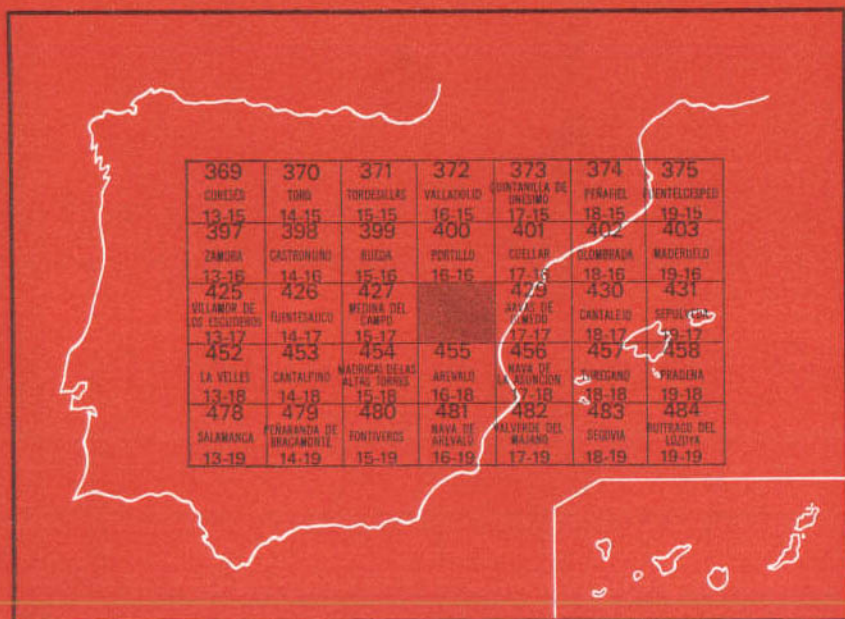 369 370 371 372 373 374 375
CORESES TORO TORDESILLAS VALLADOLID QUINTANILLA DE ONESIMO PEÑAFIEL FUENTELCESPED
13-15 14-15 15-15 16-15 17-15 18-15 19-15
397 398 399 400 401 402 403
ZAMORA CASTRONUÑO RUEDA PORTILLO CUELLAR OLOMBRADA MADERUELO
13-16 14-16 15-16 16-16 17-16 18-16 19-16
425 426 427 429 430 431
VILLAMOR DE LOS ESCUDEROS FUENTESAUCO MEDINA DEL CAMPO NAVAS DE CANTALEJO SEPULVEDA
13-17 14-17 15-17 17-17 18-17 19-17
452 453 454 455 456 457 458
LA VELLES CANTALPINO MADRIGAL DE LAS ALTAS TORRES AREVALO NAVA DE LA ASUNCION TUREGANO PRADENA
13-18 14-18 15-18 16-18 17-18 18-18 19-18
478 479 480 481 482 483 484
SALAMANCA PEÑARANDA DE BRACAMONTE FONTIVEROS NAVA DE AREVALO VALVERDE DEL MAJANO SEGOVIA BUITRAGO DEL LOZOYA
13-19 14-19 15-19 16-19 17-19 18-19 19-19